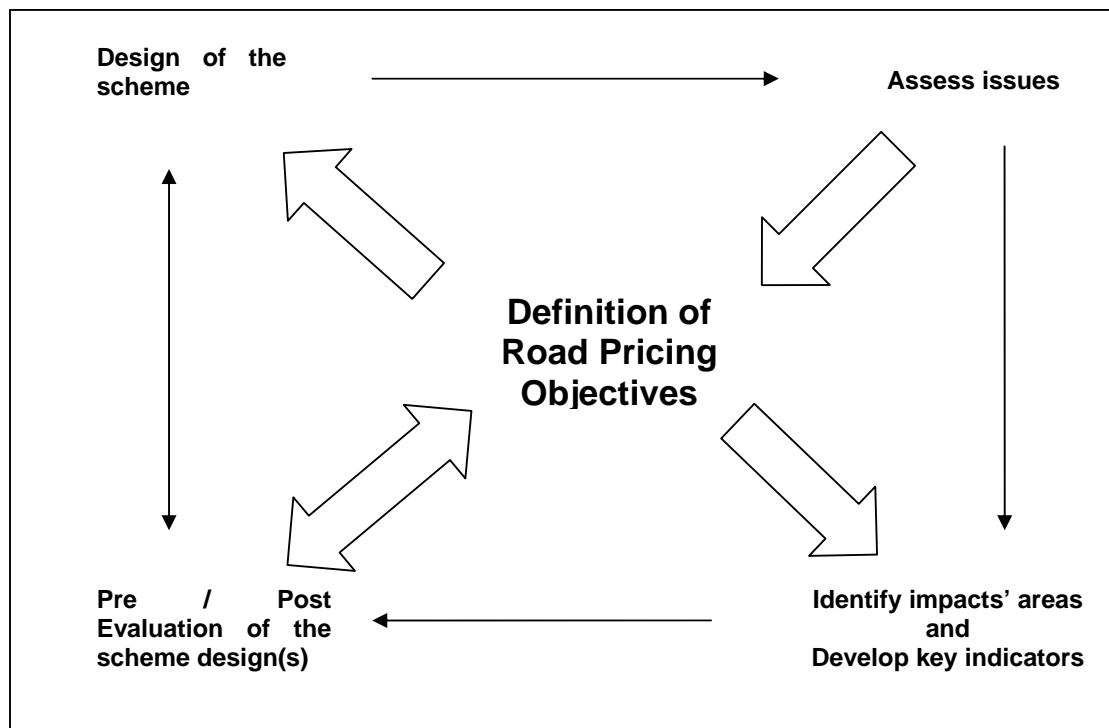 Design of the
scheme
Assess issues
Definition of
Road Pricing
Objectives
Pre / Post
Evaluation of the
scheme design(s)
Identify impacts’ areas
and
Develop key indicators